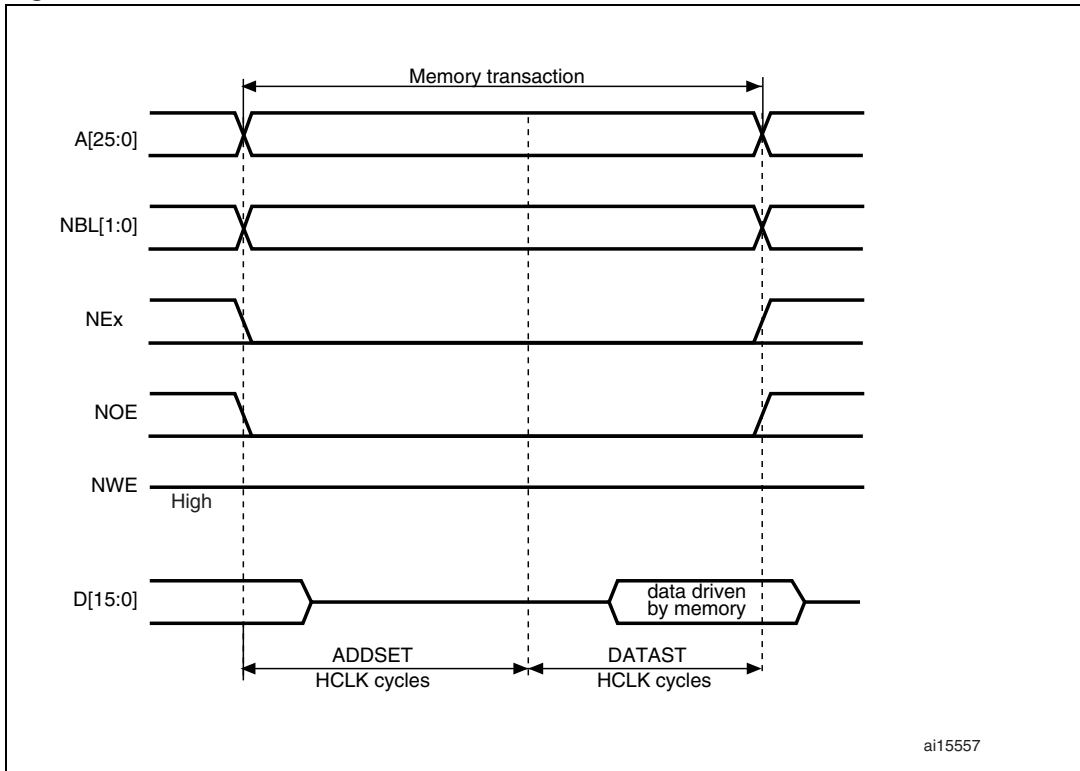 Memory transaction
A[25:0]
NBL[1:0]
NEx
NOE
NWE
High
D[15:0]
data driven
by memory
ADDSET
HCLK cycles
DATAST
HCLK cycles
ai15557